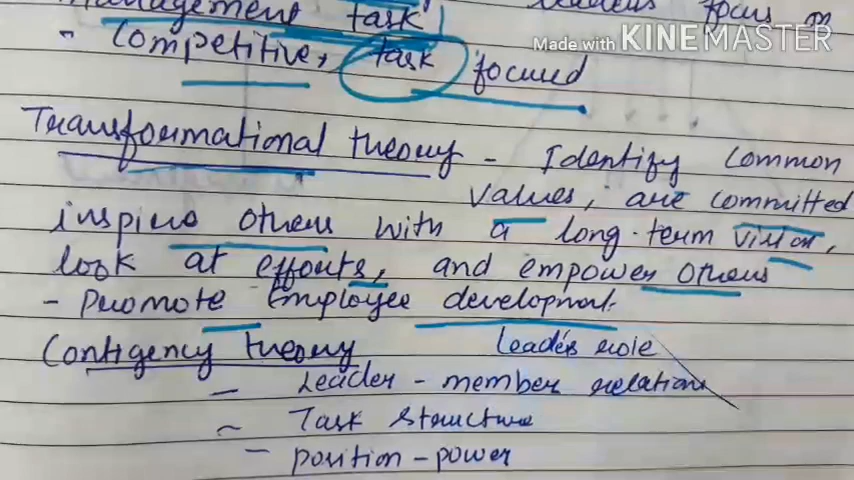 Management task
focus on
- Competitive, task focused
Made with KINEMASTER
Transformational theory - Identify common
values, are committed
inspire others with a long-term vision,
look at efforts, and empower others
- Promote Employee development.
Contigency theory Leader's role
- Leader - member relation
- Task structure
- position - power